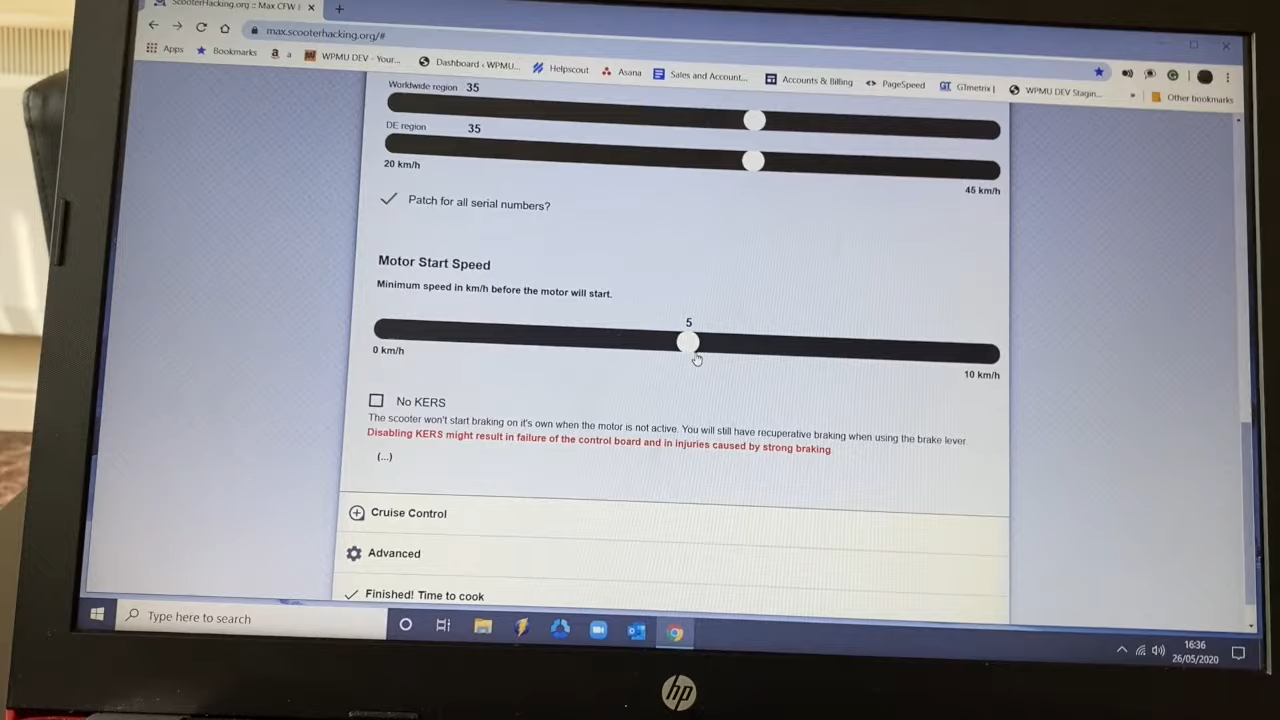 ScooterHacking.org :: Max CFW
max.scooterhacking.org/#
Apps Bookmarks a WPMU DEV - Your... Dashboard ‹ WPMU... Helpscout Asana Sales and Account... Accounts & Billing PageSpeed GTmetrix | WPMU DEV Stagin... » Other bookmarks
Worldwide region 35
DE region 35
20 km/h 45 km/h
Patch for all serial numbers?
Motor Start Speed
Minimum speed in km/h before the motor will start.
5
0 km/h 10 km/h
No KERS
The scooter won't start braking on it's own when the motor is not active. You will still have recuperative braking when using the brake lever.
Disabling KERS might result in failure of the control board and in injuries caused by strong braking
(...)
Cruise Control
Advanced
Finished! Time to cook
Type here to search
16:36
26/05/2020
hp